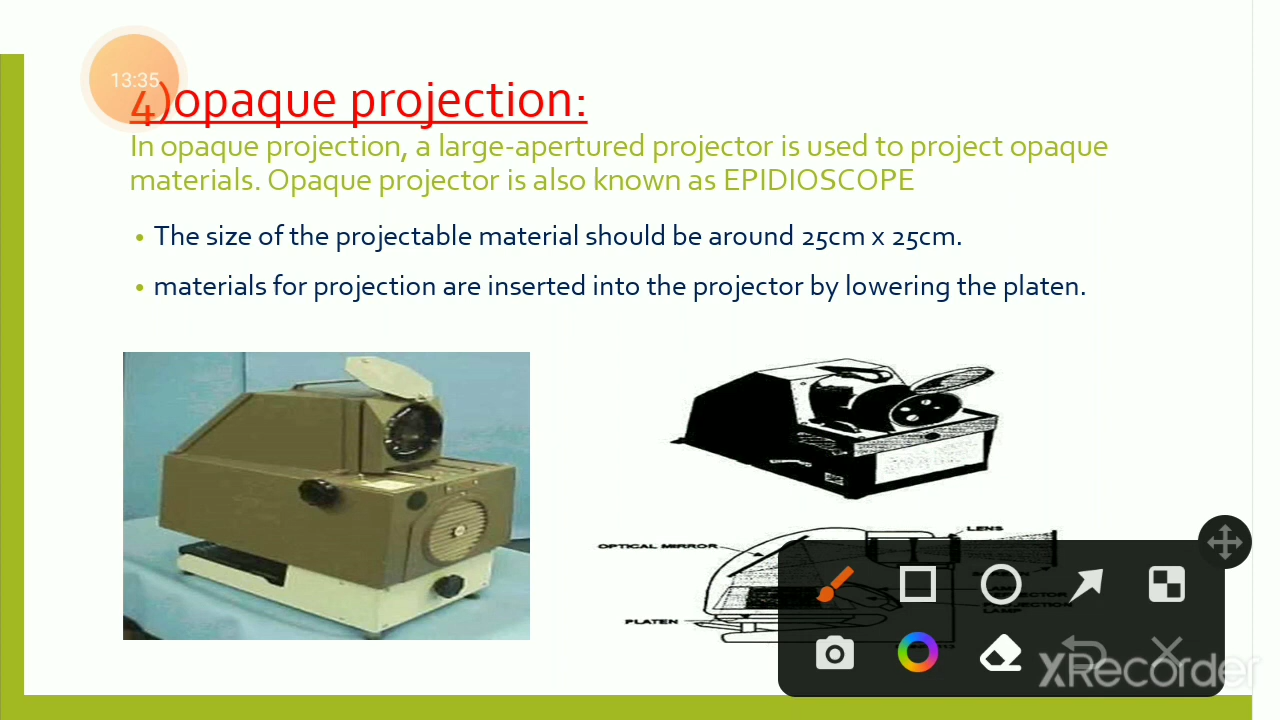 13:35
4)opaque projection:
In opaque projection, a large-apertured projector is used to project opaque
materials. Opaque projector is also known as EPIDIOSCOPE
• The size of the projectable material should be around 25cm x 25cm.
• materials for projection are inserted into the projector by lowering the platen.
LENS
OPTICAL MIRROR
PLATEN
XRecorder